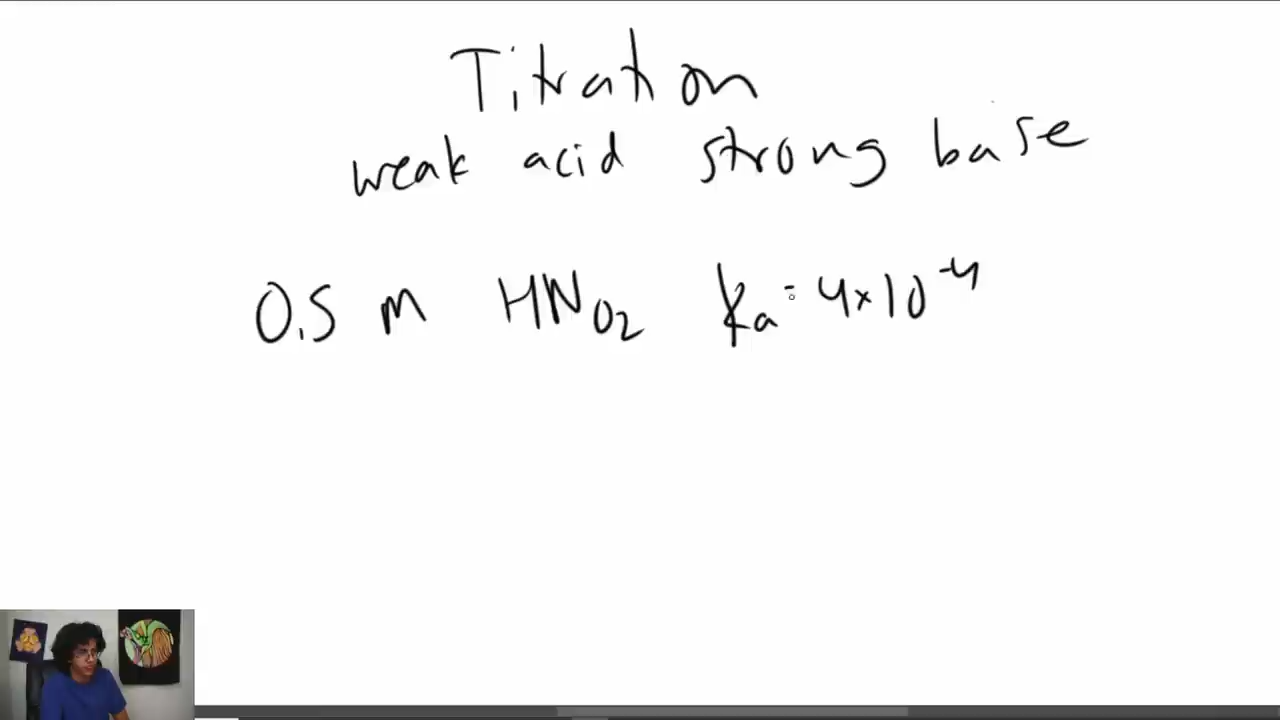 Titration
weak acid strong base
0.5 M HNO2 Ka = 4x10^-4